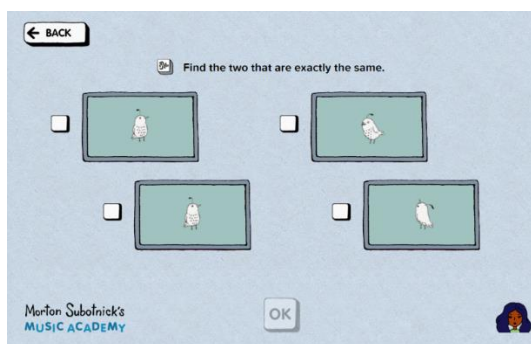 BACK
Find the two that are exactly the same.
OK
Morton Subotnick's
MUSIC ACADEMY